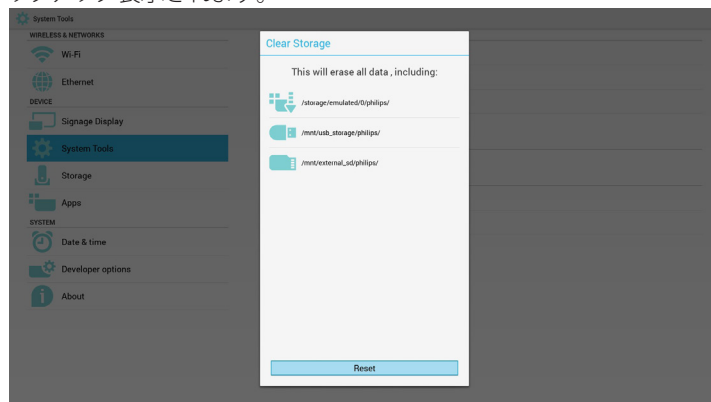 System Tools
WIRELESS & NETWORKS
Wi-Fi
Ethernet
DEVICE
Signage Display
System Tools
Storage
Apps
SYSTEM
Date & time
Developer options
About
Clear Storage
This will erase all data , including:
/storage/emulated/0/philips/
/mnt/usb_storage/philips/
/mnt/external_sd/philips/
Reset